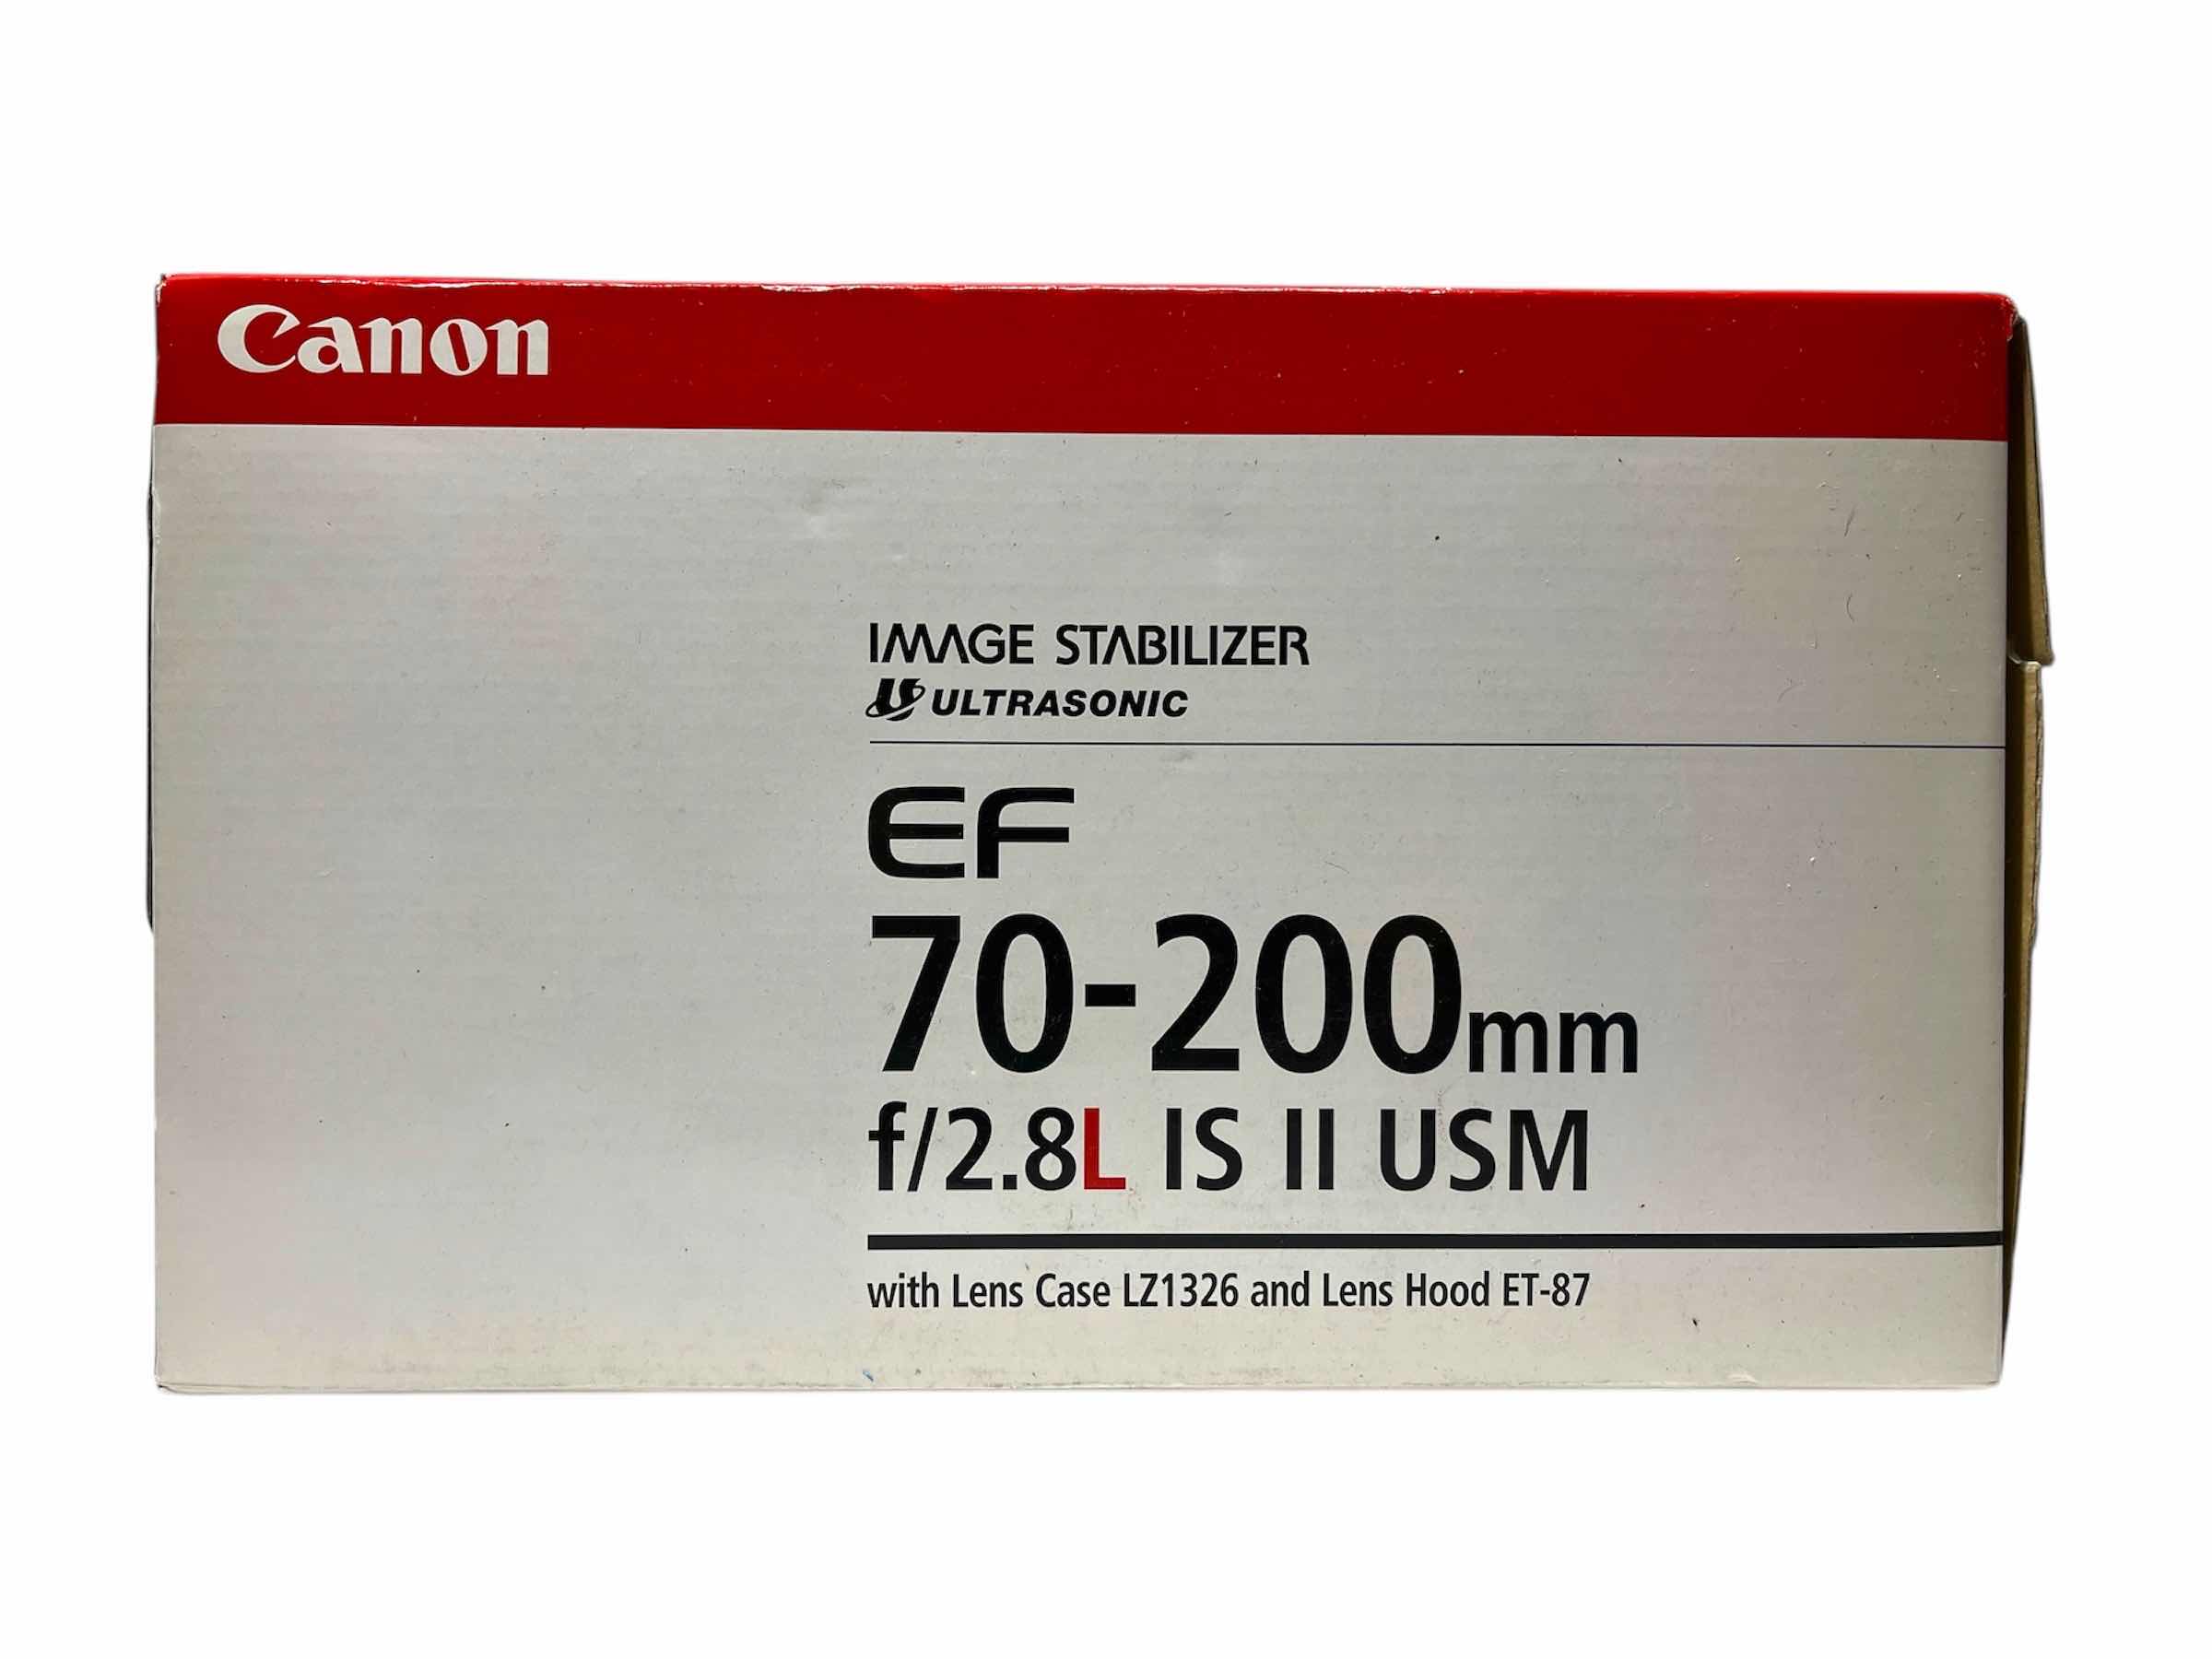 Canon
IMAGE STABILIZER
ULTRASONIC
EF
70-200mm
f/2.8L IS II USM
with Lens Case LZ1326 and Lens Hood ET-87